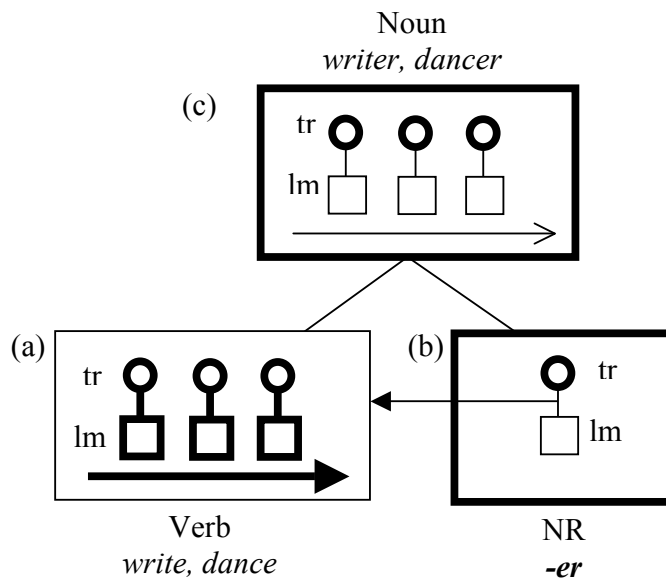 Noun
writer, dancer
(c)
tr
lm
(a)
tr
lm
Verb
write, dance
(b)
tr
lm
NR
-er